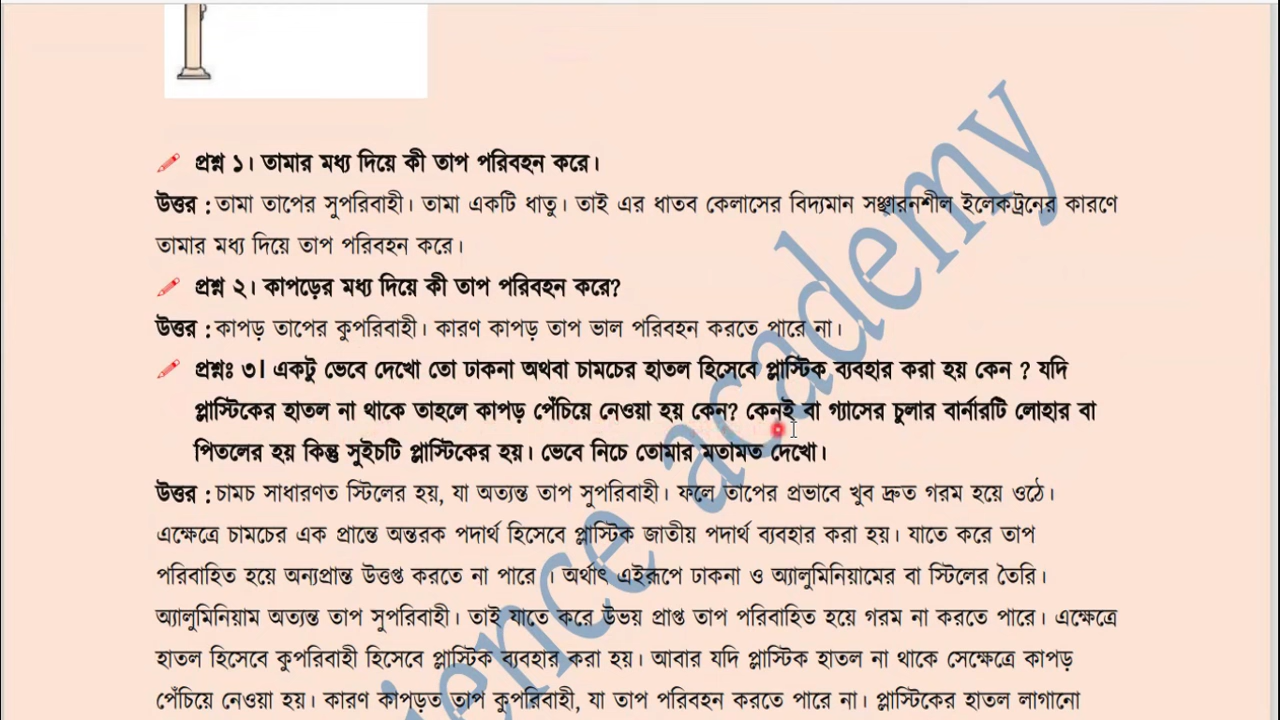 প্রশ্ন ১। তামার মধ্য দিয়ে কী তাপ পরিবহন করে।
উত্তর : তামা তাপের সুপরিবাহী। তামা একটি ধাতু। তাই এর ধাতব কেলাসের বিদ্যমান সঞ্চারনশীল ইলেকট্রনের কারণে
তামার মধ্য দিয়ে তাপ পরিবহন করে।
প্রশ্ন ২। কাপড়ের মধ্য দিয়ে কী তাপ পরিবহন করে?
উত্তর : কাপড় তাপের কুপরিবাহী। কারণ কাপড় তাপ ভাল পরিবহন করতে পারে না।
প্রশ্নঃ ৩। একটু ভেবে দেখো তো ঢাকনা অথবা চামচের হাতল হিসেবে প্লাস্টিক ব্যবহার করা হয় কেন ? যদি
প্লাস্টিকের হাতল না থাকে তাহলে কাপড় পেঁচিয়ে নেওয়া হয় কেন? কেনই বা গ্যাসের চুলার বার্নারটি লোহার বা
পিতলের হয় কিন্তু সুইচটি প্লাস্টিকের হয়। ভেবে নিচে তোমার মতামত দেখো।
উত্তর : চামচ সাধারণত স্টিলের হয়, যা অত্যন্ত তাপ সুপরিবাহী। ফলে তাপের প্রভাবে খুব দ্রুত গরম হয়ে ওঠে।
এক্ষেত্রে চামচের এক প্রান্তে অন্তরক পদার্থ হিসেবে প্লাস্টিক জাতীয় পদার্থ ব্যবহার করা হয়। যাতে করে তাপ
পরিবাহিত হয়ে অন্যপ্রান্ত উত্তপ্ত করতে না পারে । অর্থাৎ এইরূপে ঢাকনা ও অ্যালুমিনিয়ামের বা স্টিলের তৈরি।
অ্যালুমিনিয়াম অত্যন্ত তাপ সুপরিবাহী। তাই যাতে করে উভয় প্রাপ্ত তাপ পরিবাহিত হয়ে গরম না করতে পারে। এক্ষেত্রে
হাতল হিসেবে কুপরিবাহী হিসেবে প্লাস্টিক ব্যবহার করা হয়। আবার যদি প্লাস্টিক হাতল না থাকে সেক্ষেত্রে কাপড়
পেঁচিয়ে নেওয়া হয়। কারণ কাপড়ত তাপ কুপরিবাহী, যা তাপ পরিবহন করতে পারে না। প্লাস্টিকের হাতল লাগানো
ience academy